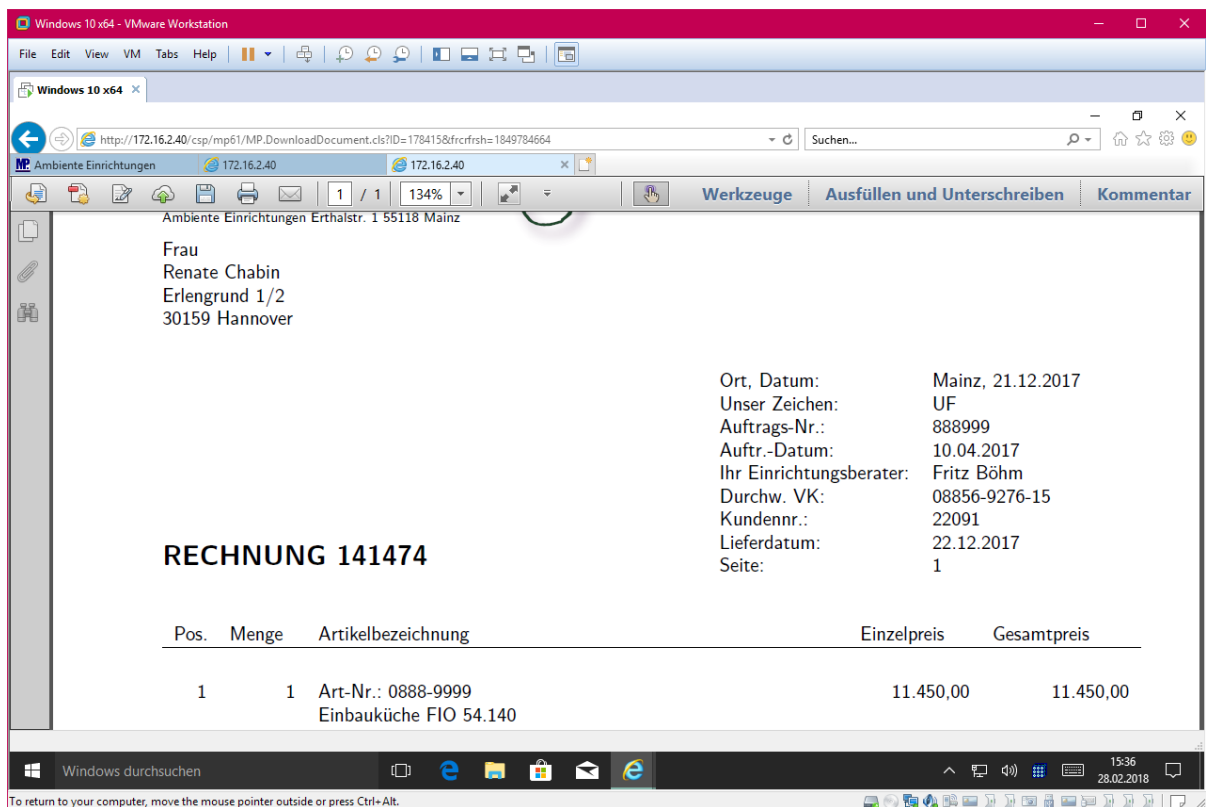 Windows 10 x64 - VMware Workstation
File Edit View VM Tabs Help
Windows 10 x64
http://172.16.2.40/csp/mp61/MP.DownloadDocument.cls?ID=178415&frcrfrsh=1849784664
Suchen...
MP. Ambiente Einrichtungen
172.16.2.40
172.16.2.40
1 / 1
134%
Werkzeuge
Ausfüllen und Unterschreiben
Kommentar
Ambiente Einrichtungen Erthalstr. 1 55118 Mainz
Frau
Renate Chabin
Erlengrund 1/2
30159 Hannover
Ort, Datum: Mainz, 21.12.2017
Unser Zeichen: UF
Auftrags-Nr.: 888999
Auftr.-Datum: 10.04.2017
Ihr Einrichtungsberater: Fritz Böhm
Durchw. VK: 08856-9276-15
Kundennr.: 22091
Lieferdatum: 22.12.2017
Seite: 1
RECHNUNG 141474
Pos. Menge Artikelbezeichnung Einzelpreis Gesamtpreis
1 1 Art-Nr.: 0888-9999 11.450,00 11.450,00
Einbauküche FIO 54.140
Windows durchsuchen
15:36
28.02.2018
To return to your computer, move the mouse pointer outside or press Ctrl+Alt.